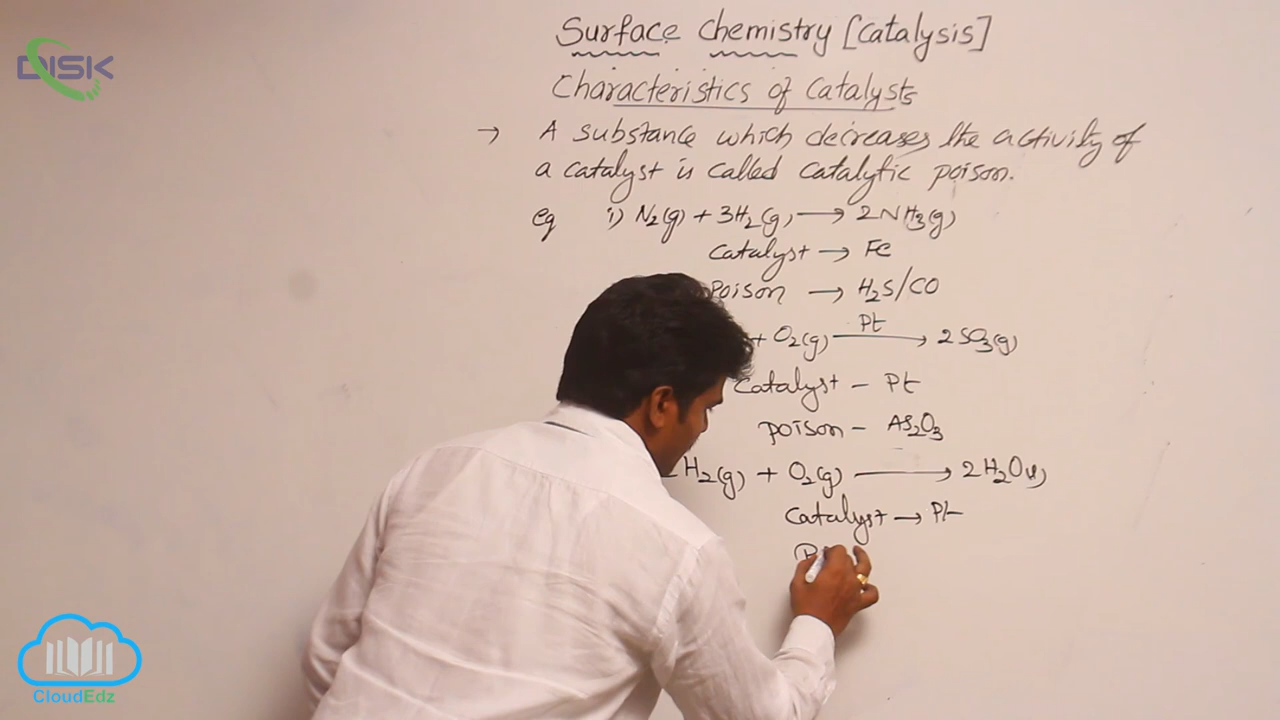 DISK
Surface Chemistry [Catalysis]
Characteristics of Catalysts
→ A substance which decreases the activity of
a catalyst is called catalytic poison.
eg i) N₂(g) + 3H₂(g) ⟶ 2NH₃(g)
Catalyst → Fe
Poison → H₂S/CO
+ O₂(g) —Pt→ 2SO₃(g)
Catalyst – Pt
poison – AS₂O₃
H₂(g) + O₂(g) ⟶ 2H₂O(l)
Catalyst → Pt
P
CloudEdz